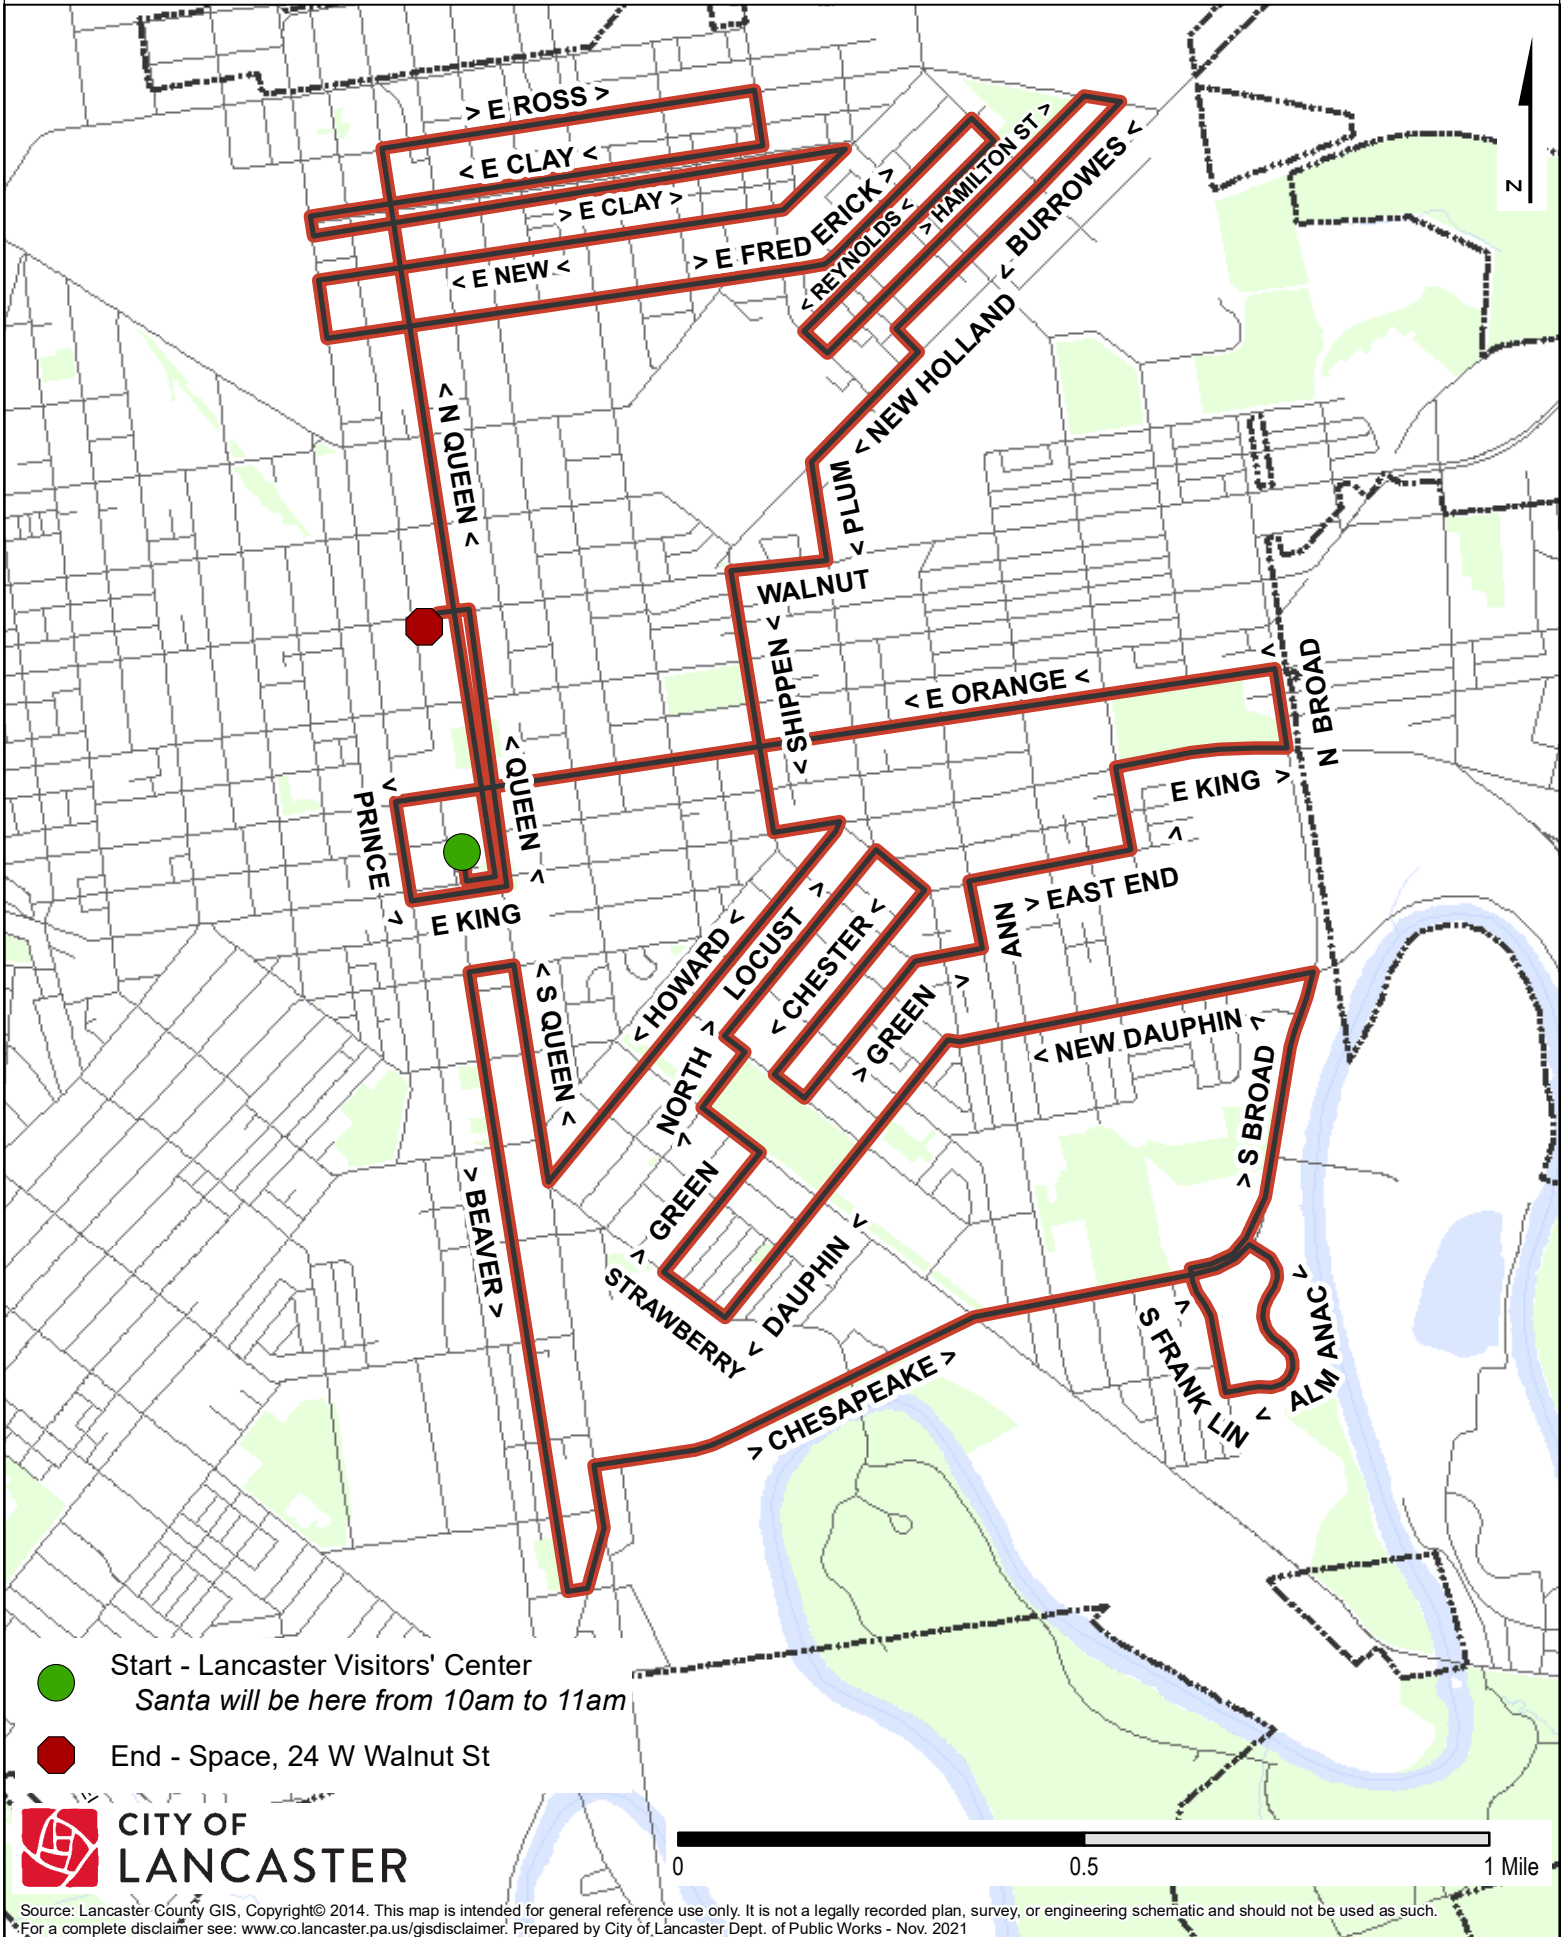 > E ROSS >
< E CLAY <
> E CLAY >
< E NEW <
> E FRED ERICK >
< REYNOLDS <
> HAMILTON ST >
< BURROWES <
N
< NEW HOLLAND
< N QUEEN <
< PLUM
WALNUT
< SHIPPEN <
< E ORANGE <
N BROAD
< QUEEN <
PRINCE
E KING >
E KING
> EAST END
ANN
< HOWARD <
LOCUST >
< CHESTER <
> GREEN >
< S QUEEN <
NORTH >
< NEW DAUPHIN
> S BROAD >
> BEAVER >
> GREEN
STRAWBERRY
< DAUPHIN <
> CHESAPEAKE >
S FRANK LIN
< ALM ANAC >
Start - Lancaster Visitors' Center
Santa will be here from 10am to 11am
End - Space, 24 W Walnut St
CITY OF
LANCASTER
0 0.5 1 Mile
Source: Lancaster County GIS, Copyright© 2014. This map is intended for general reference use only. It is not a legally recorded plan, survey, or engineering schematic and should not be used as such.
For a complete disclaimer see: www.co.lancaster.pa.us/gisdisclaimer. Prepared by City of Lancaster Dept. of Public Works - Nov. 2021